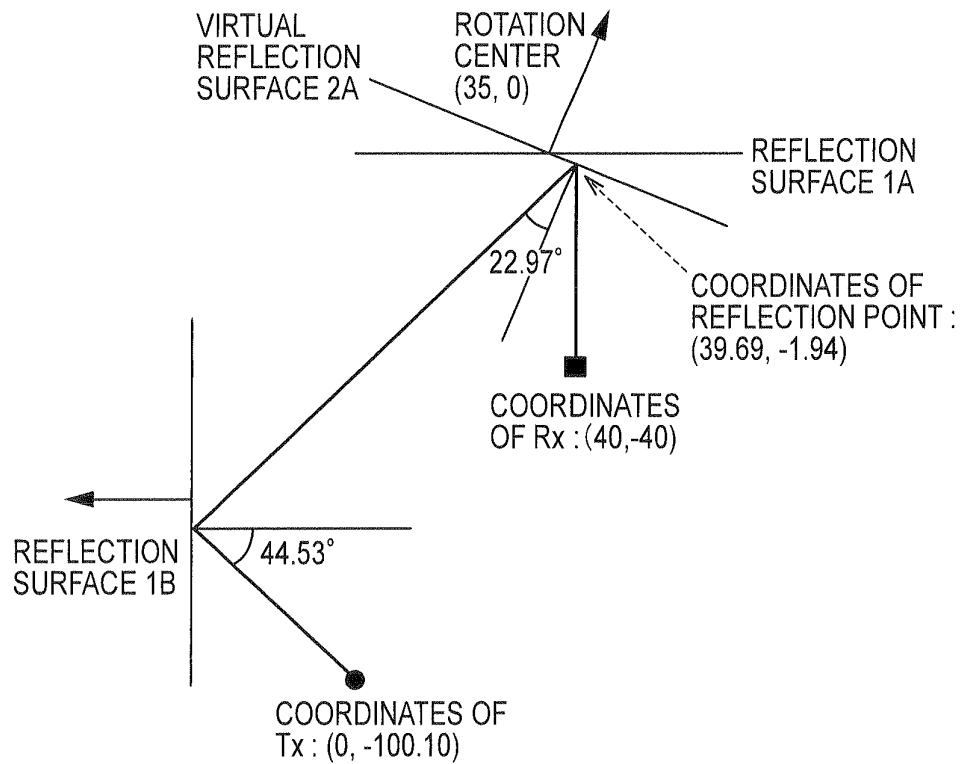 VIRTUAL
REFLECTION
SURFACE 2A
ROTATION
CENTER
(35, 0)
REFLECTION
SURFACE 1A
22.97°
COORDINATES OF
REFLECTION POINT :
(39.69, -1.94)
COORDINATES
OF Rx : (40,-40)
REFLECTION
SURFACE 1B
44.53°
COORDINATES OF
Tx : (0, -100.10)